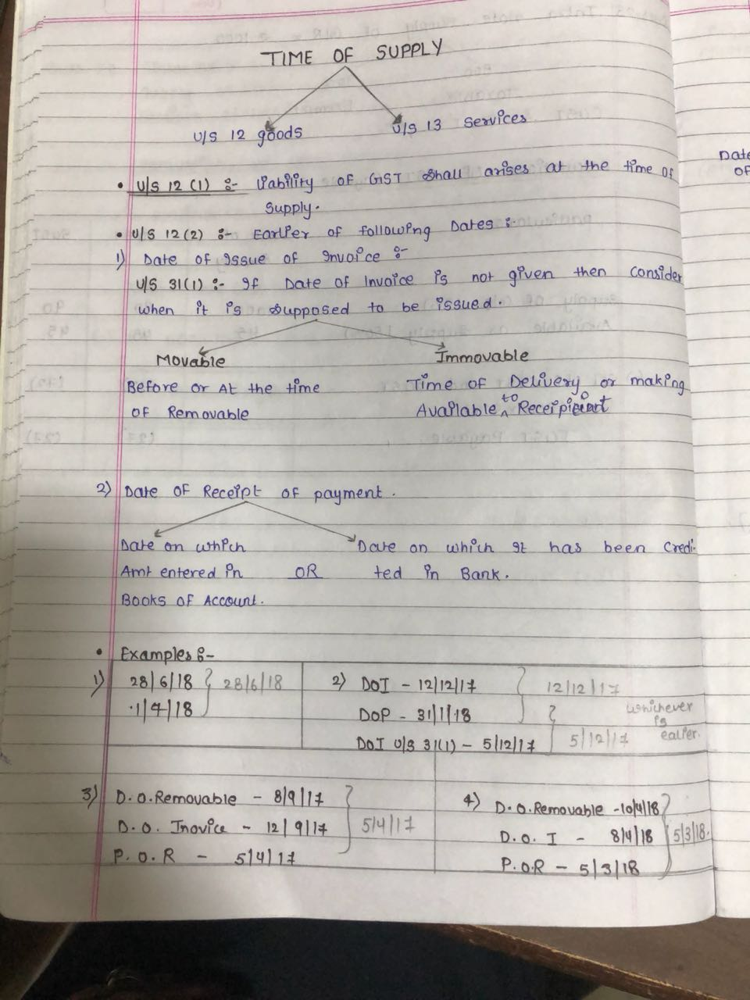 TIME OF SUPPLY
U/S 12 goods
U/S 13 Services
• U/S 12 (1) :- Liability of GST Shall arises at the time of
Supply.
• U/S 12(2) :- Earlier of following Dates :-
1) Date of Issue of Invoice :-
U/S 31(1) :- If Date of Invoice is not given then consider
when it is supposed to be issued.
Movable
Immovable
Before or At the time
of Removable
Time of Delivery or making
Available to
2) Date of Receipt of payment.
Date on which
Amt entered in
Books of Account.
OR
Date on which It has been credi-
ted in Bank.
• Examples :-
1) 28/6/18
28/6/18
2) DOI - 12/12/17
12/12/17
DOP - 31/1/18
DOI U/S 31(1) - 5/12/17
5/12/17
whichever
is
ealier.
3) D.O.Removable - 8/9/17
D.O. Inovice - 12/9/17
P.O.R - 5/4/17
5/4/17
4) D.O.Removable - 10/4/18
D.O.I - 8/4/18
P.O.R - 5/3/18
5/3/18.
Date
of